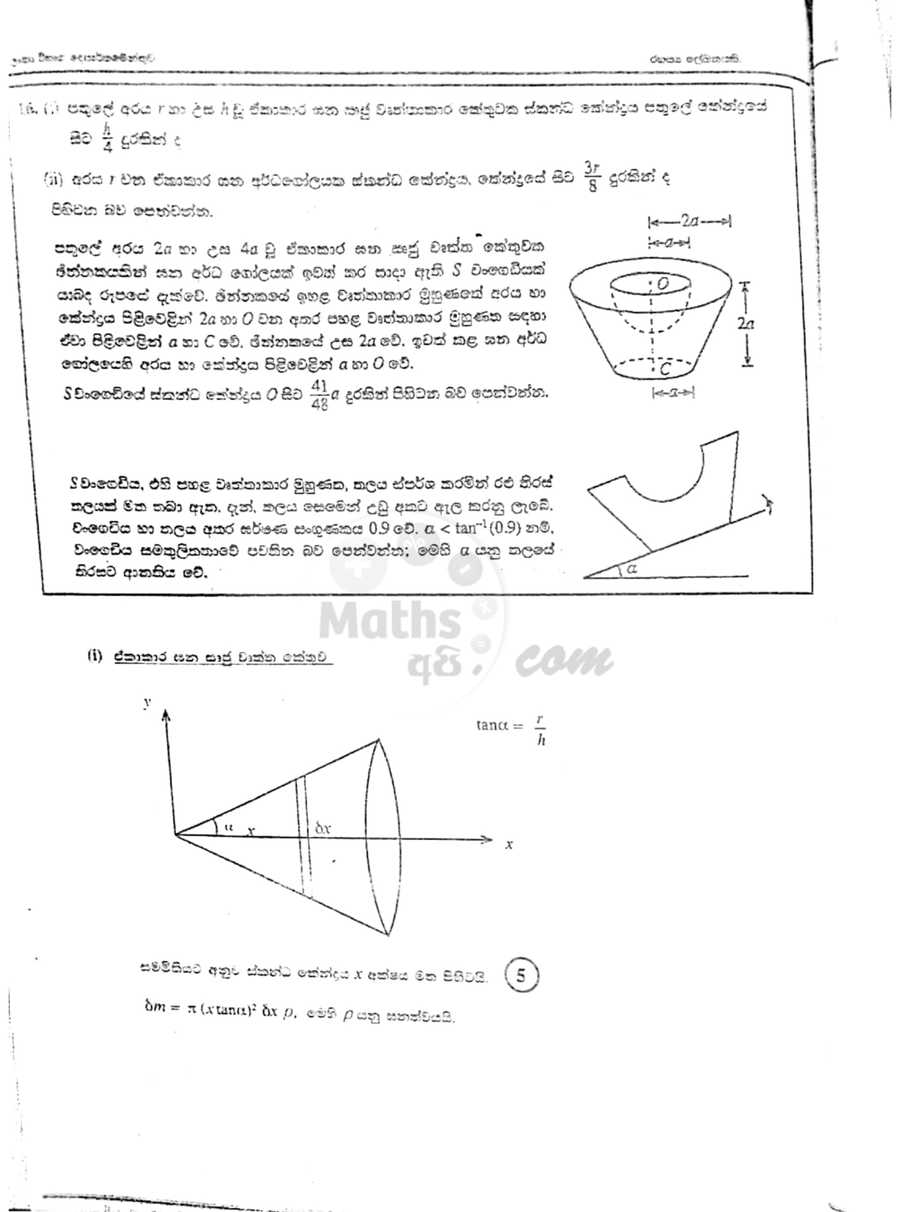 ලංකා විභාග දෙපාර්තමේන්තුව
රහස්‍ය ලේඛනයකි.
16. (i) පතුලේ අරය r හා උස h වූ ඒකාකාර ඝන ඍජු වෘත්තාකාර කේතුවක ස්කන්ධ කේන්ද්‍රය පතුලේ කේන්ද්‍රයේ
සිට h/4 දුරකින් ද
(ii) අරය r වන ඒකාකාර ඝන අර්ධගෝලයක ස්කන්ධ කේන්ද්‍රය, කේන්ද්‍රයේ සිට 3r/8 දුරකින් ද
පිහිටන බව පෙන්වන්න.
පතුලේ අරය 2a හා උස 4a වූ ඒකාකාර ඝන ඍජු වෘත්ත කේතුවක
ඡින්නකයකින් ඝන අර්ධ ගෝලයක් ඉවත් කර සාදා ඇති S වංගෙඩියක්
යාබද රූපයේ දැක්වේ. ඡින්නකයේ ඉහළ වෘත්තාකාර මුහුණතේ අරය හා
කේන්ද්‍රය පිළිවෙළින් 2a හා O වන අතර පහළ වෘත්තාකාර මුහුණත සඳහා
ඒවා පිළිවෙළින් a හා C වේ. ඡින්නකයේ උස 2a වේ. ඉවත් කළ ඝන අර්ධ
ගෝලයෙහි අරය හා කේන්ද්‍රය පිළිවෙළින් a හා O වේ.
S වංගෙඩියේ ස්කන්ධ කේන්ද්‍රය O සිට 41/48 a දුරකින් පිහිටන බව පෙන්වන්න.
2a
a
O
2a
C
a
S වංගෙඩිය, එහි පහළ වෘත්තාකාර මුහුණත, තලය ස්පර්ශ කරමින් රළු තිරස්
තලයක් මත තබා ඇත. දැන්, තලය සෙමෙන් උඩු අතට ඇල කරනු ලැබේ.
වංගෙඩිය හා තලය අතර ඝර්ෂණ සංගුණකය 0.9 වේ. α < tan⁻¹(0.9) නම්,
වංගෙඩිය සමතුලිතතාවේ පවතින බව පෙන්වන්න; මෙහි α යනු තලයේ
තිරසට ආනතිය වේ.
α
Maths
අපි. com
(i) ඒකාකාර ඝන සෘජු වෘත්ත කේතුව
y
tanα = r/h
α x δx
x
සමමිතියට අනුව ස්කන්ධ කේන්ද්‍රය x අක්ෂය මත පිහිටයි. 5
δm = π (x tanα)² δx ρ, මෙහි ρ යනු ඝනත්වයයි.